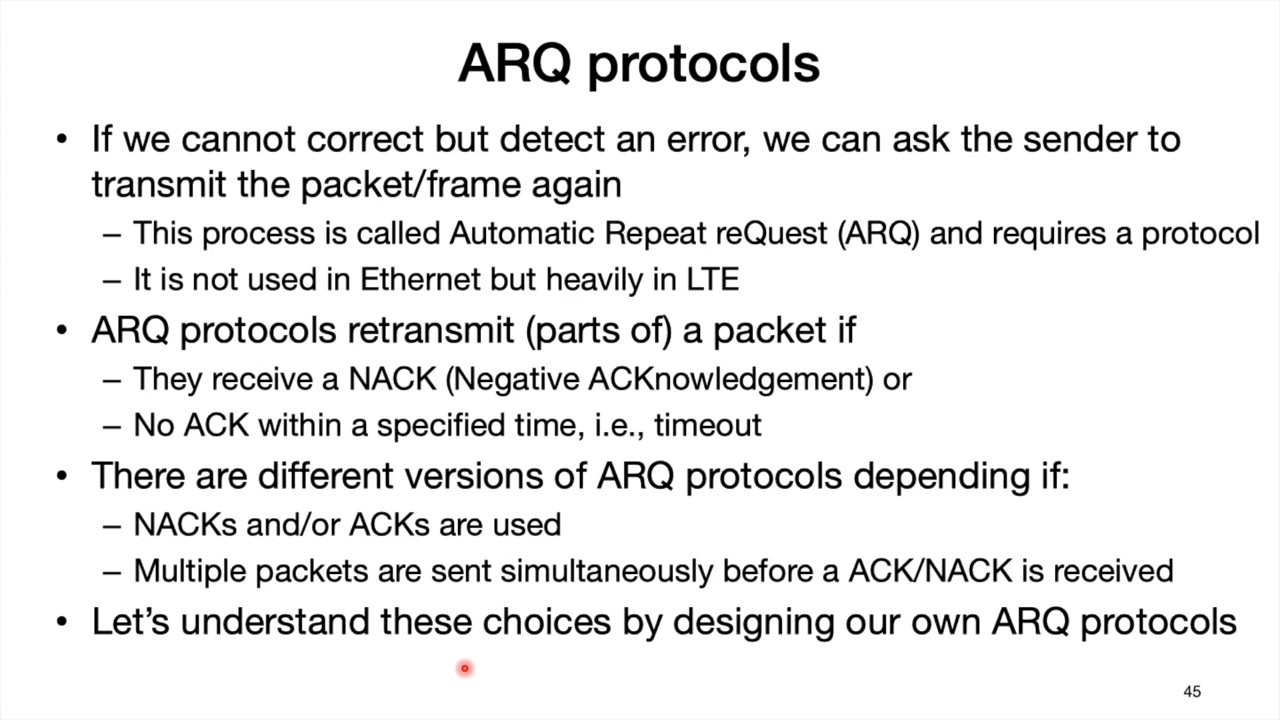 ARQ protocols
• If we cannot correct but detect an error, we can ask the sender to
transmit the packet/frame again
– This process is called Automatic Repeat reQuest (ARQ) and requires a protocol
– It is not used in Ethernet but heavily in LTE
• ARQ protocols retransmit (parts of) a packet if
– They receive a NACK (Negative ACKnowledgement) or
– No ACK within a specified time, i.e., timeout
• There are different versions of ARQ protocols depending if:
– NACKs and/or ACKs are used
– Multiple packets are sent simultaneously before a ACK/NACK is received
• Let’s understand these choices by designing our own ARQ protocols
45